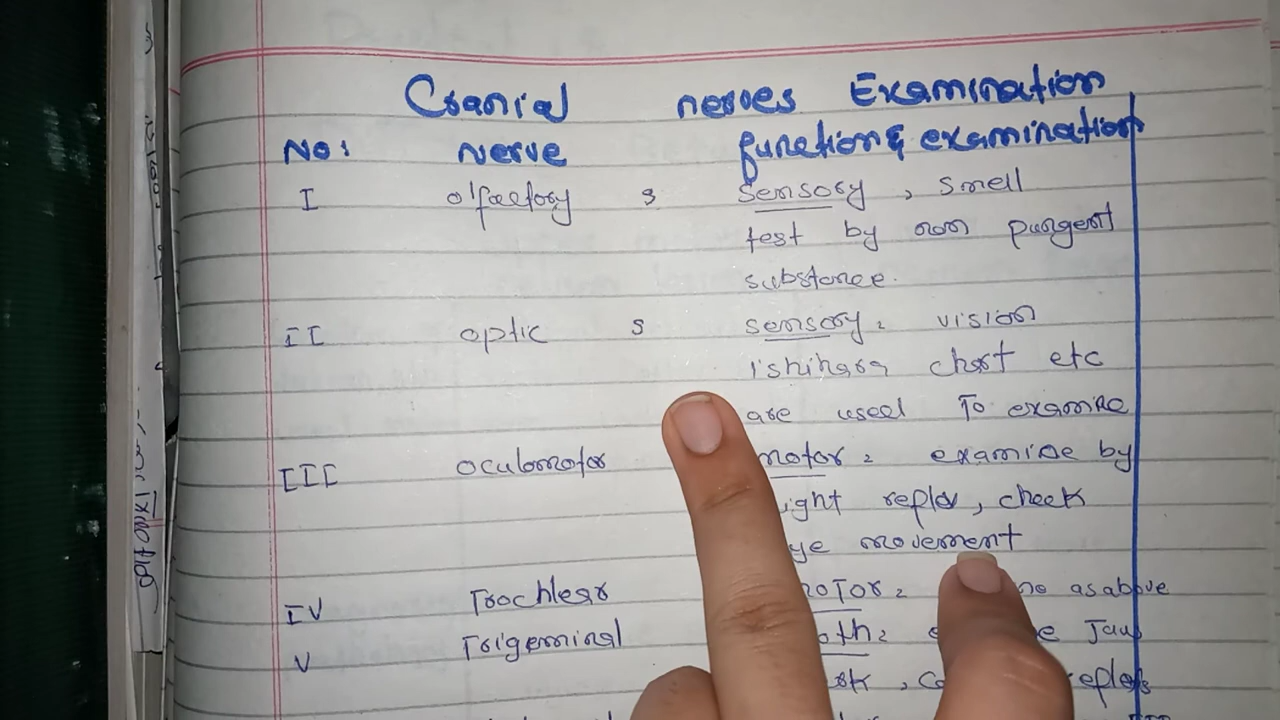 Cranial nerves Examination
No: nerve function & examination
I olfactory s sensory, smell
test by non pungent
substance.
II optic s sensory: vision
ishihara chart etc
are used To examine
III oculomotor motor: examine by
light reflex, check
eye movement
IV Trochlear motor: as above
V Trigeminal both: Jaw
reflexs